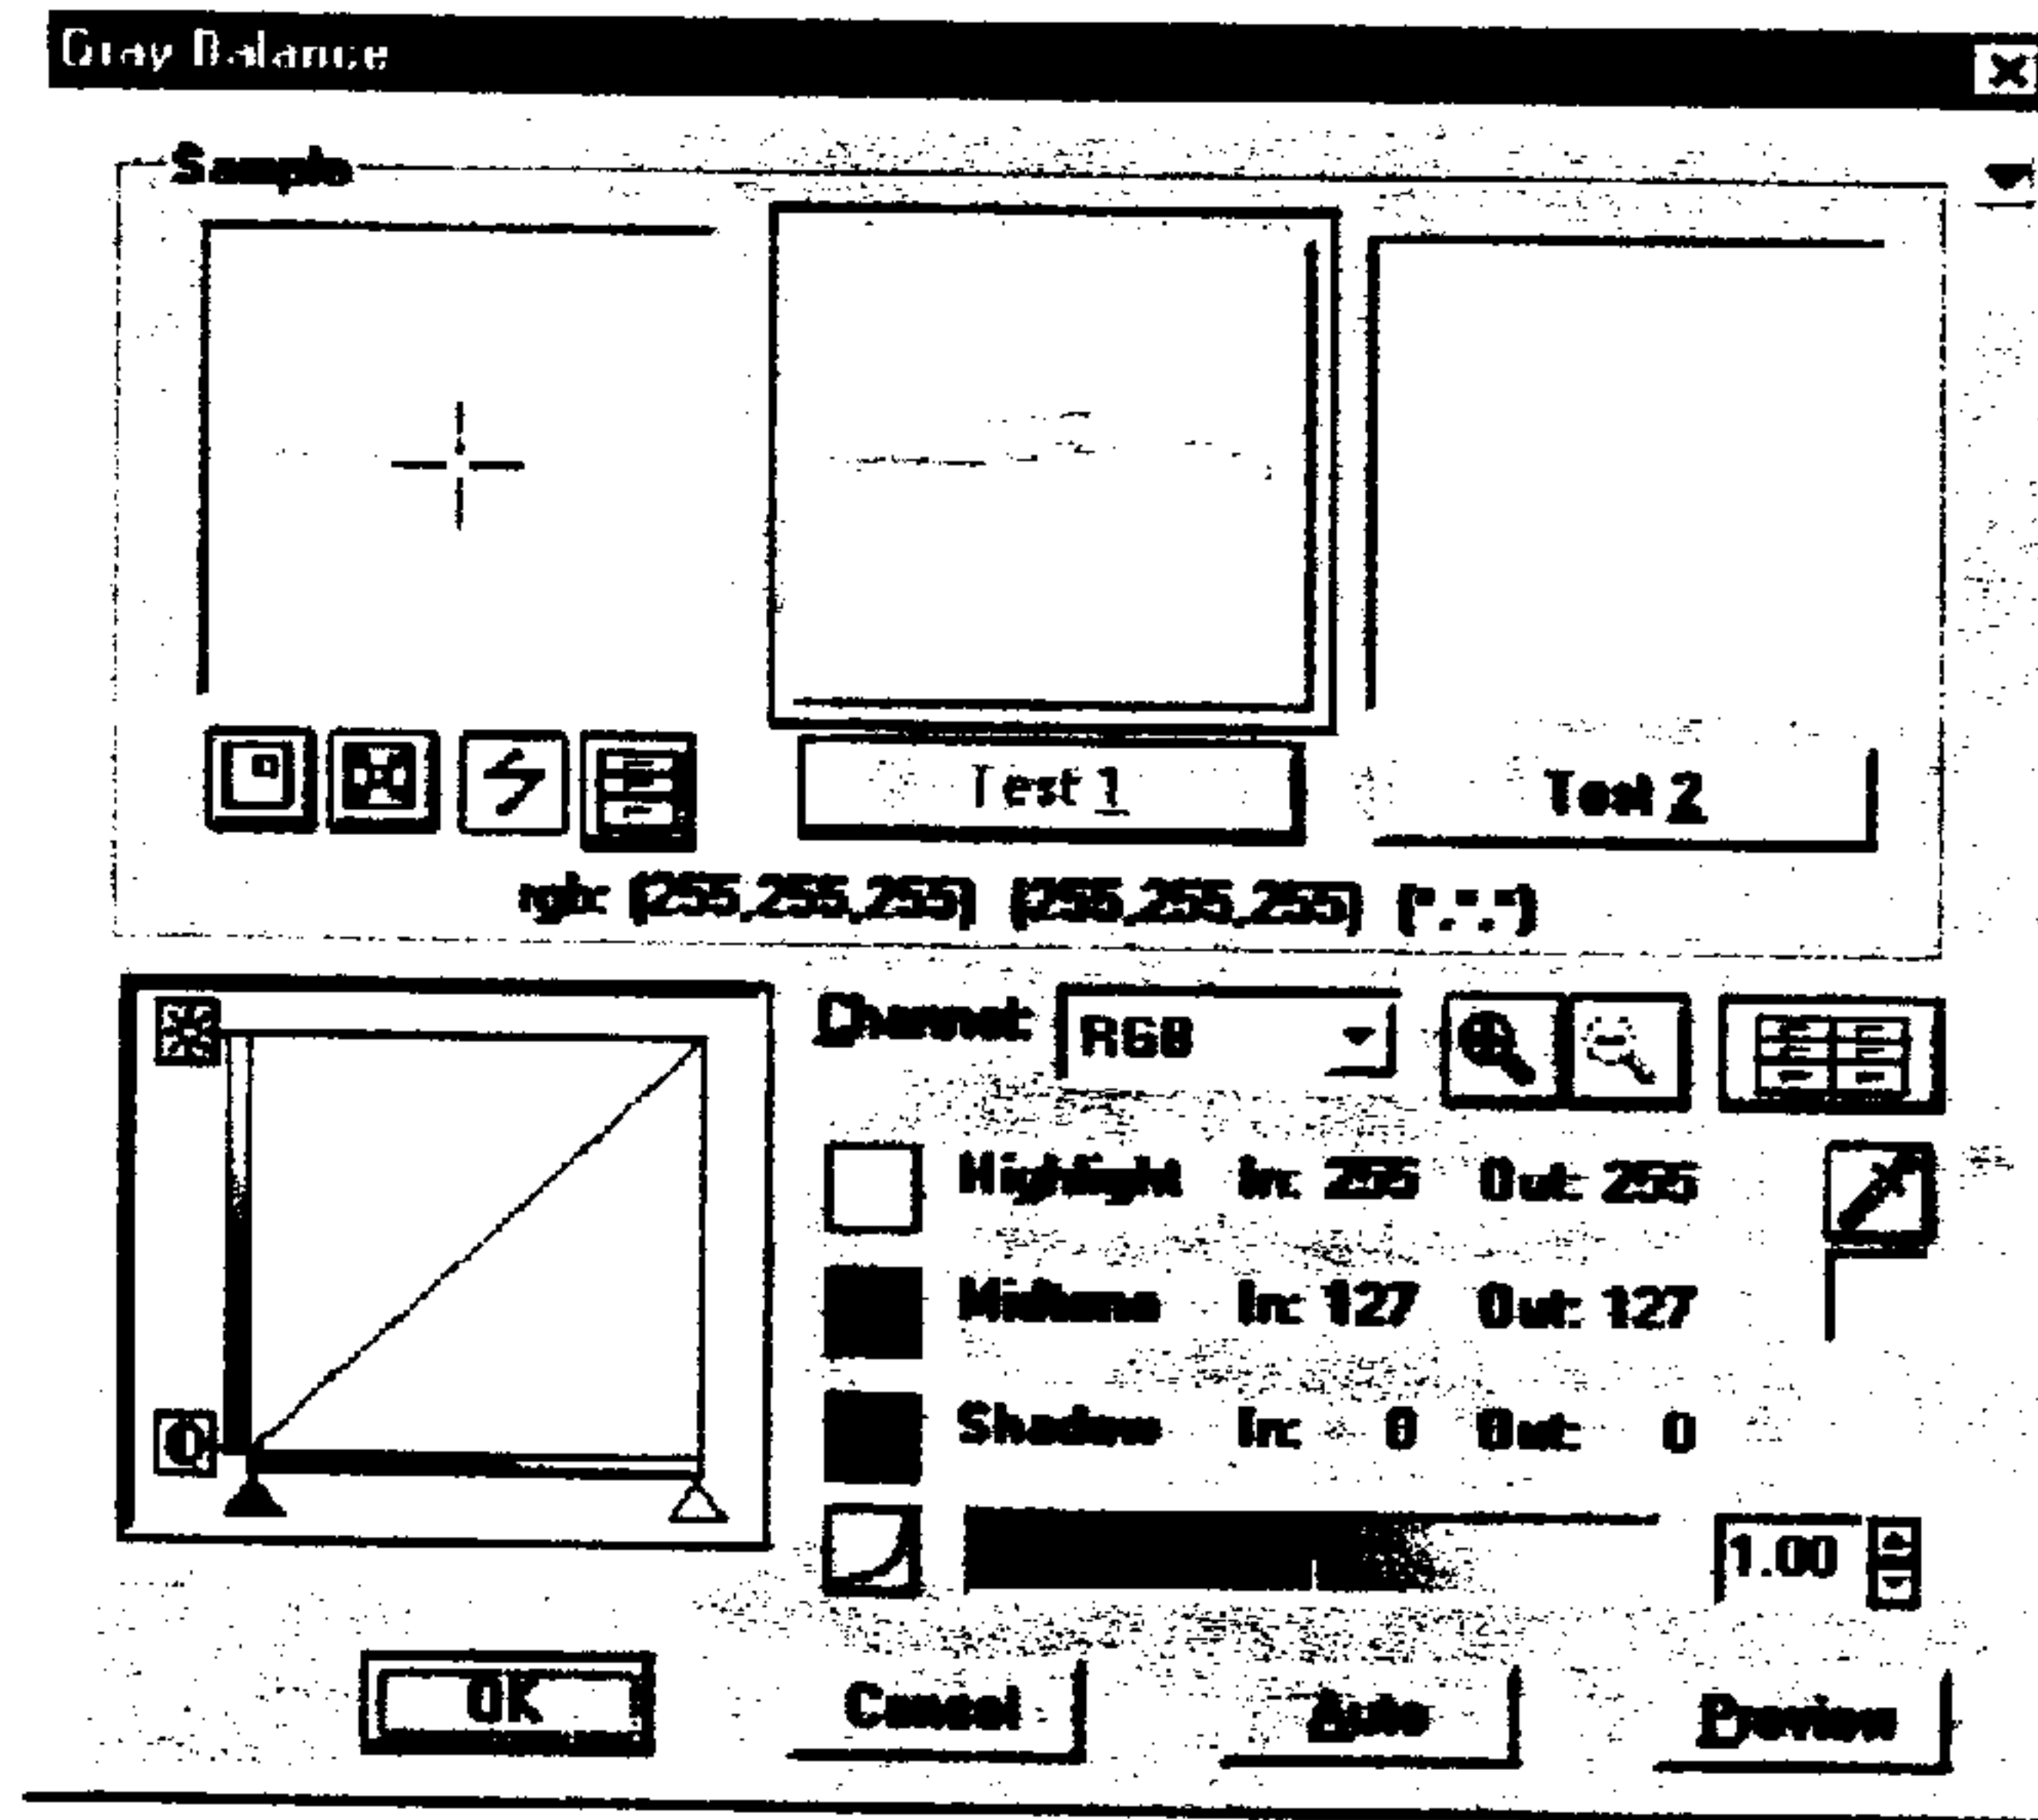 Gray Balance
Sample
Test 1
Test 2
rgb: (255,255,255) (255,255,255) (*,*,*)
Channel: RGB
Highlight In: 255 Out: 255
Midtone In: 127 Out: 127
Shadow In: 0 Out: 0
1.00
OK Cancel Auto Preview